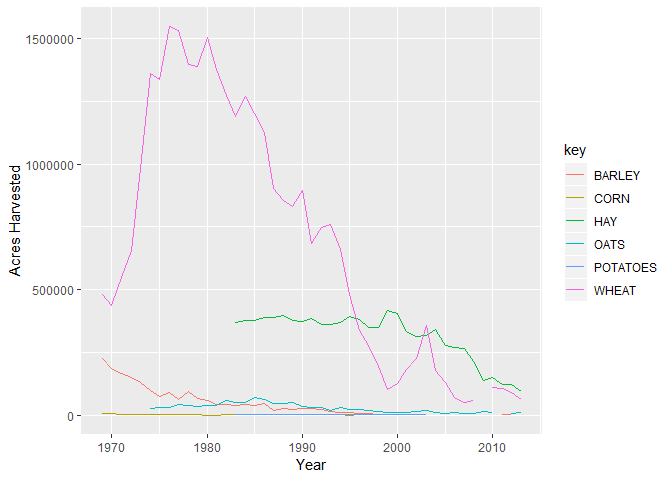 1500000
1000000
500000
0
Acres Harvested
1970 1980 1990 2000 2010
Year
key
BARLEY
CORN
HAY
OATS
POTATOES
WHEAT